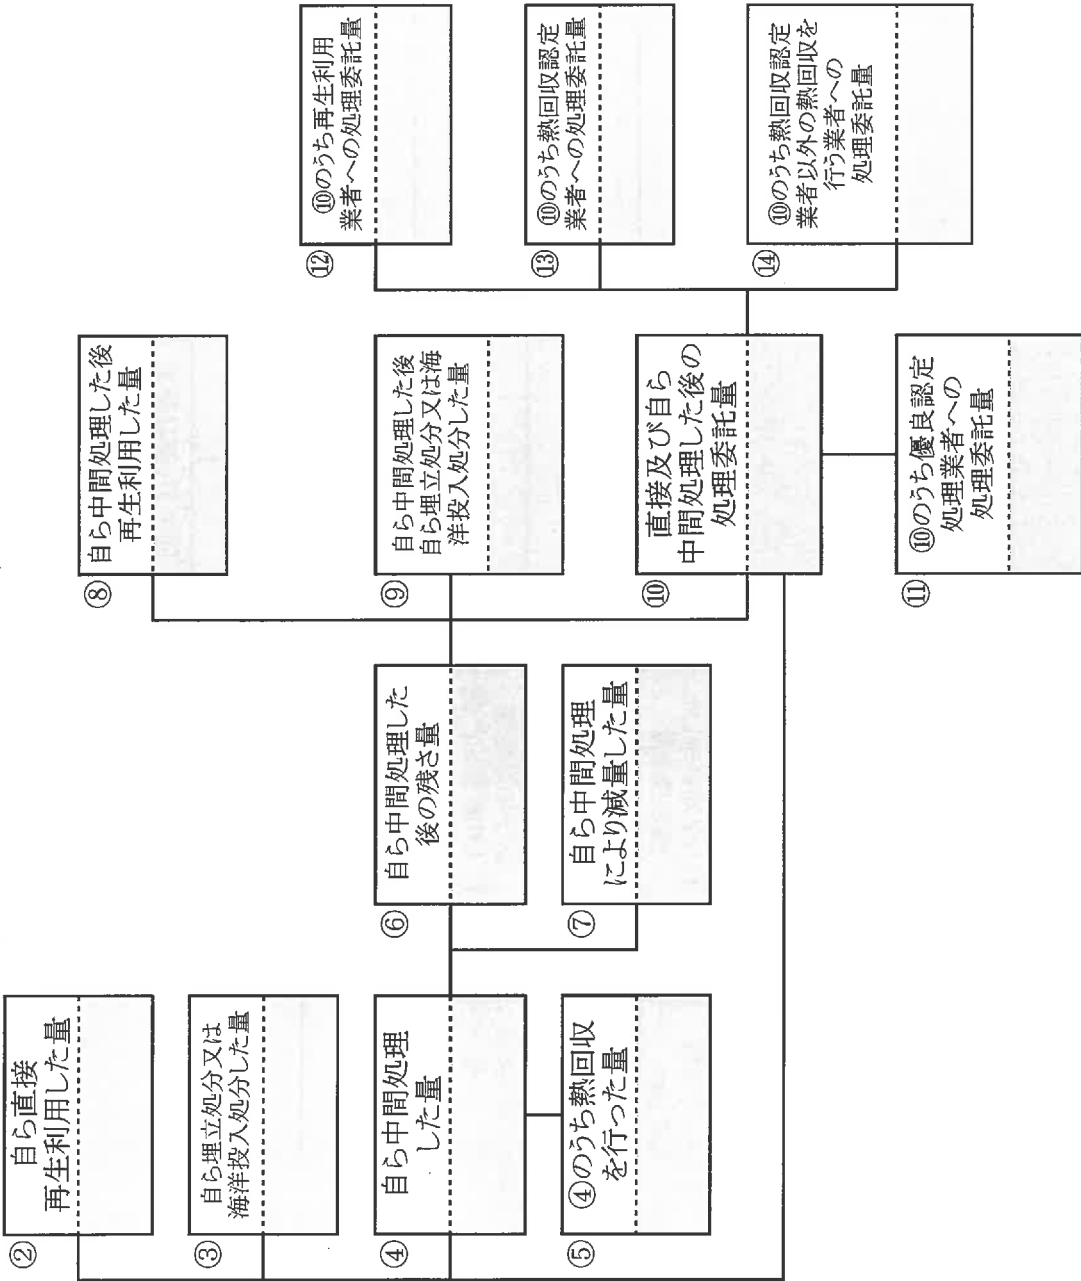 ②
自ら直接
再生利用した量
③
自ら埋立処分又は
海洋投入処分した量
④
自ら中間処理
した量
⑤
④のうち熱回収
を行った量
⑥
自ら中間処理した
後の残さ量
⑦
自ら中間処理
により減量した量
⑧
自ら中間処理した後
再生利用した量
⑨
自ら中間処理した後
自ら埋立処分又は海
洋投入処分した量
⑩
直接及び自ら
中間処理した後の
処理委託量
⑪
⑩のうち優良認定
処理業者への
処理委託量
⑫
⑩のうち再生利用
業者への処理委託量
⑬
⑩のうち熱回収認定
業者への処理委託量
⑭
⑩のうち熱回収認定
業者以外の熱回収を
行う業者への
処理委託量